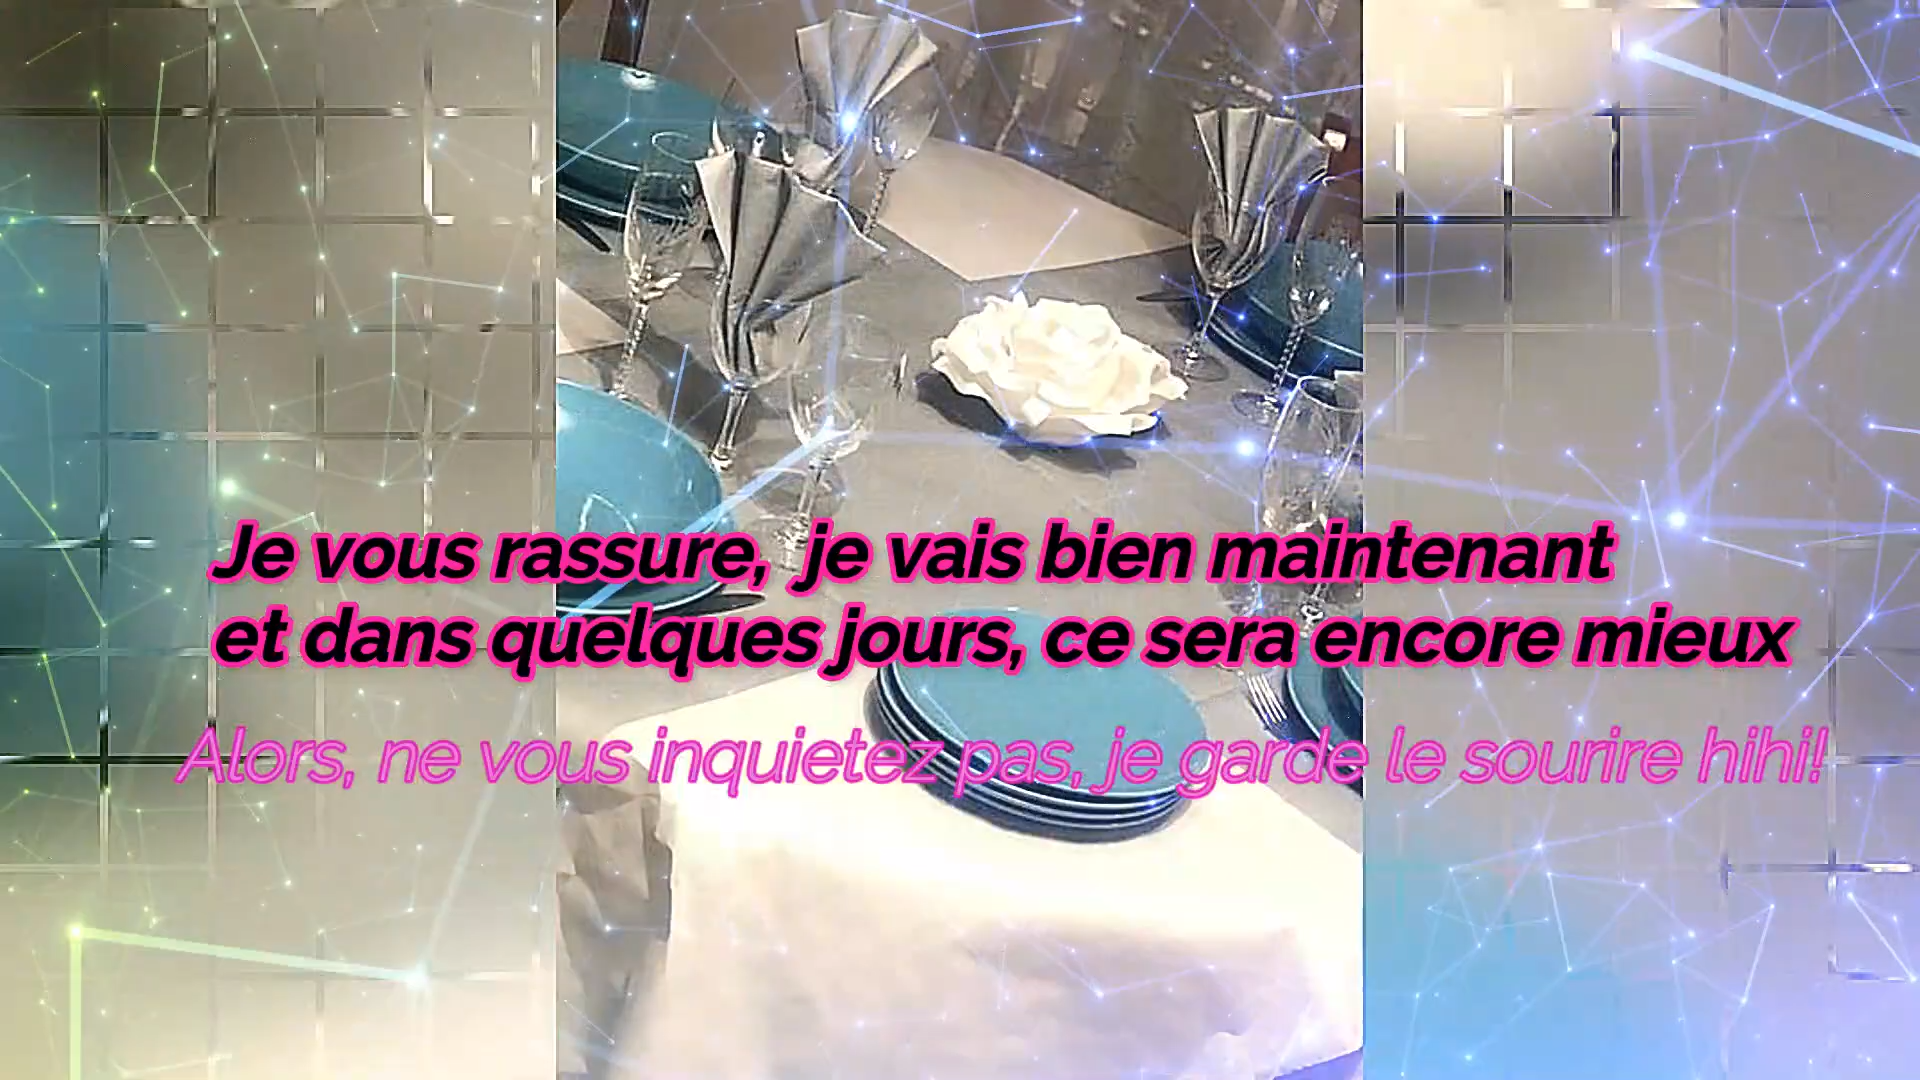 Je vous rassure, je vais bien maintenant
et dans quelques jours, ce sera encore mieux
Alors, ne vous inquietez pas, je garde le sourire hihi!